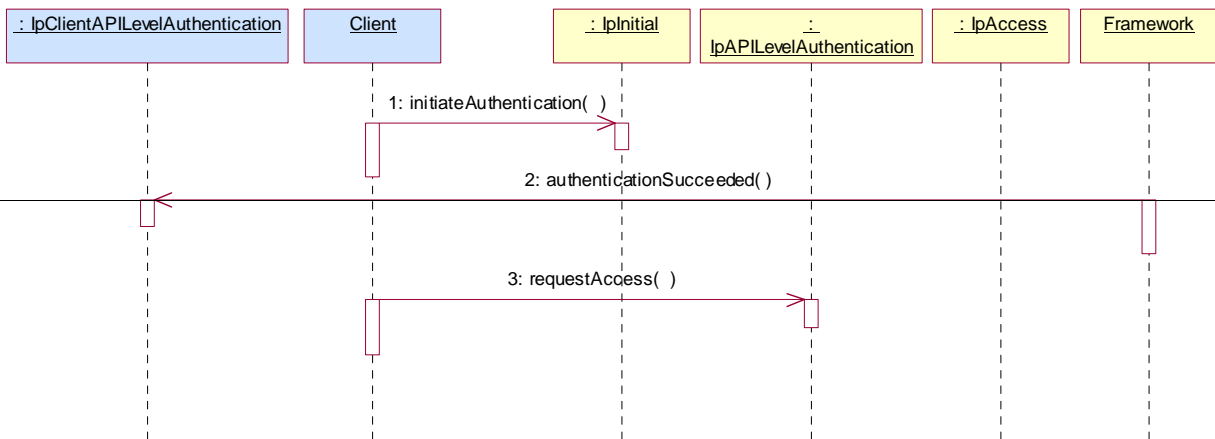 : IpClientAPILevelAuthentication
Client
: IpInitial
:
IpAPILevelAuthentication
: IpAccess
Framework
1: initiateAuthentication( )
2: authenticationSucceeded( )
3: requestAccess( )